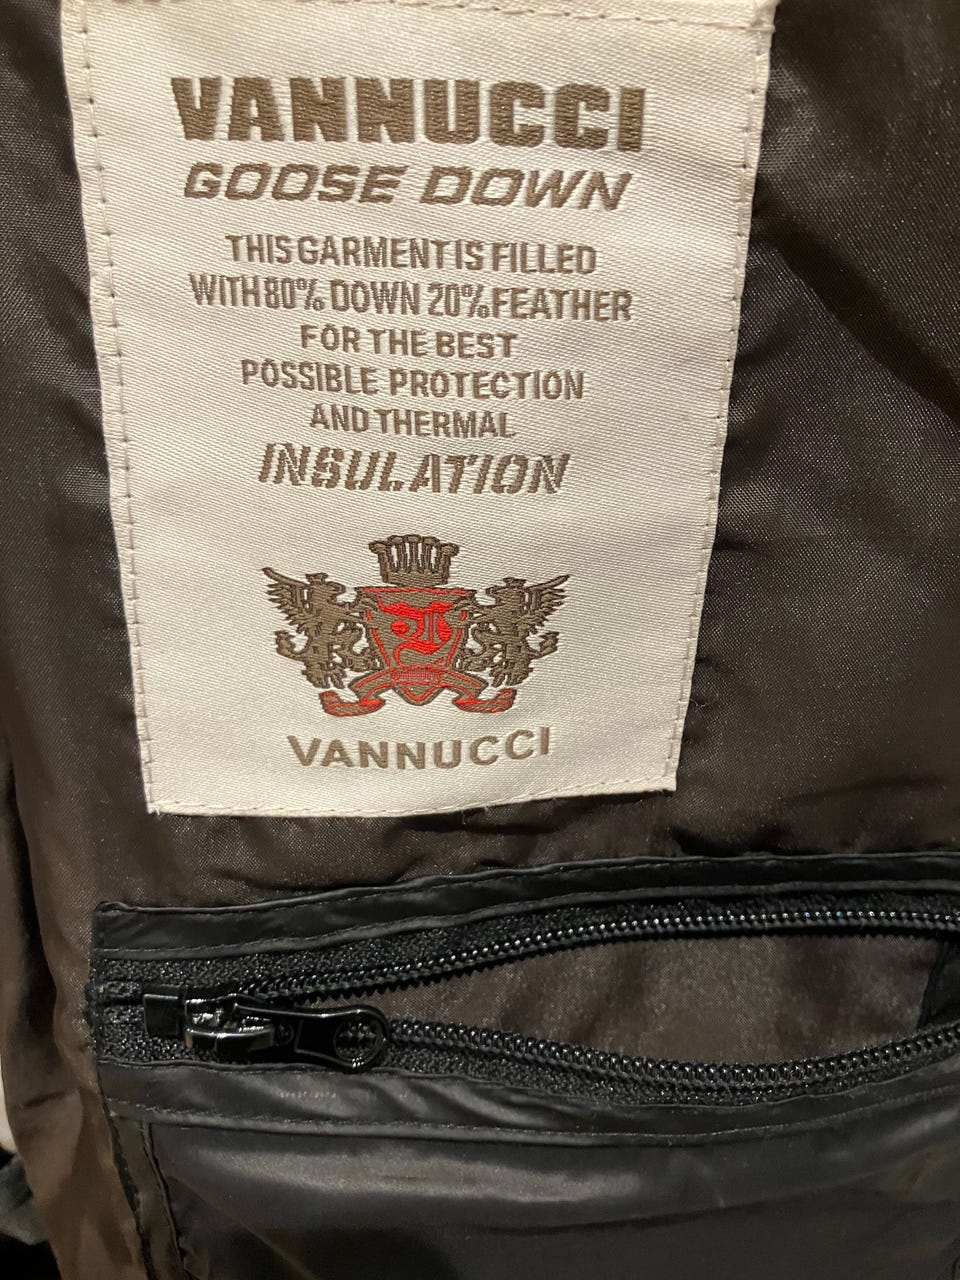 VANNUCCI
GOOSE DOWN
THIS GARMENT IS FILLED
WITH 80% DOWN 20% FEATHER
FOR THE BEST
POSSIBLE PROTECTION
AND THERMAL
INSULATION
VANNUCCI